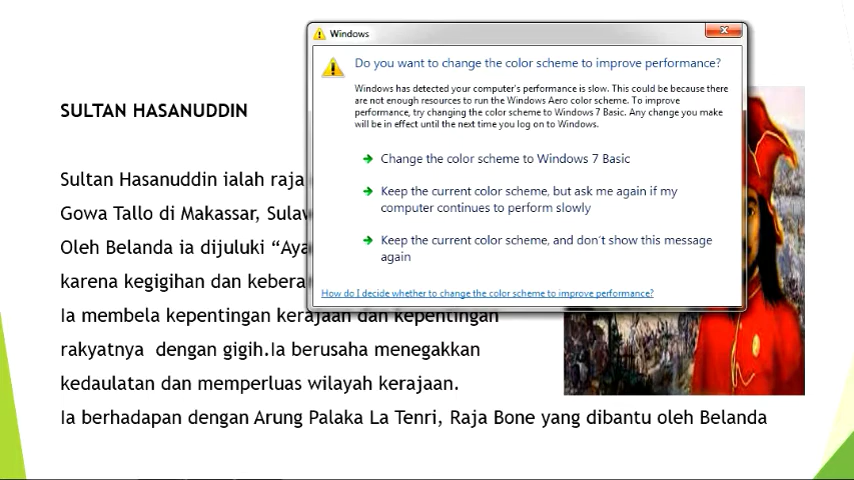 Windows
Do you want to change the color scheme to improve performance?
Windows has detected your computer's performance is slow. This could be because there
are not enough resources to run the Windows Aero color scheme. To improve
performance, try changing the color scheme to Windows 7 Basic. Any change you make
will be in effect until the next time you log on to Windows.
Change the color scheme to Windows 7 Basic
Keep the current color scheme, but ask me again if my
computer continues to perform slowly
Keep the current color scheme, and don't show this message
again
How do I decide whether to change the color scheme to improve performance?
SULTAN HASANUDDIN
Sultan Hasanuddin ialah raja
Gowa Tallo di Makassar,
Oleh Belanda ia dijuluki
karena kegigihan dan
Ia membela kepentingan kerajaan dan kepentingan
rakyatnya dengan gigih.Ia berusaha menegakkan
kedaulatan dan memperluas wilayah kerajaan.
Ia berhadapan dengan Arung Palaka La Tenri, Raja Bone yang dibantu oleh Belanda